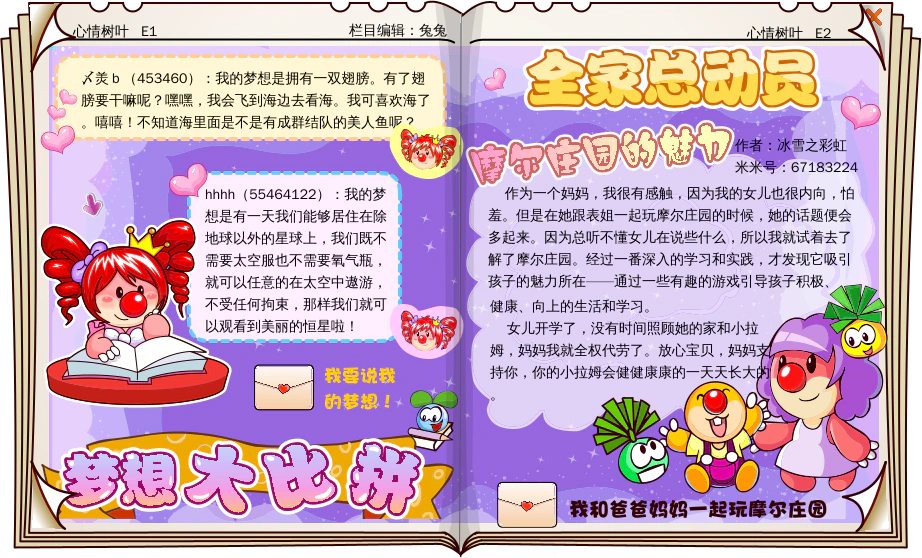 心情树叶 E1
栏目编辑：兔兔
〆羙ｂ（453460）：我的梦想是拥有一双翅膀。有了翅
膀要干嘛呢？嘿嘿，我会飞到海边去看海。我可喜欢海了
。嘻嘻！不知道海里面是不是有成群结队的美人鱼呢？
hhhh（55464122）：我的梦
想是有一天我们能够居住在除
地球以外的星球上，我们既不
需要太空服也不需要氧气瓶，
就可以任意的在太空中遨游，
不受任何拘束，那样我们就可
以观看到美丽的恒星啦！
我要说我
的梦想！
梦想大比拼
心情树叶 E2
全家总动员
摩尔庄园的魅力
作者：冰雪之彩虹
米米号：67183224
作为一个妈妈，我很有感触，因为我的女儿也很内向，怕
羞。但是在她跟表姐一起玩摩尔庄园的时候，她的话题便会
多起来。因为总听不懂女儿在说些什么，所以我就试着去了
解了摩尔庄园。经过一番深入的学习和实践，才发现它吸引
孩子的魅力所在——通过一些有趣的游戏引导孩子积极、
健康、向上的生活和学习。
女儿开学了，没有时间照顾她的家和小拉
姆，妈妈我就全权代劳了。放心宝贝，妈妈支
持你，你的小拉姆会健健康康的一天天长大的
。
我和爸爸妈妈一起玩摩尔庄园